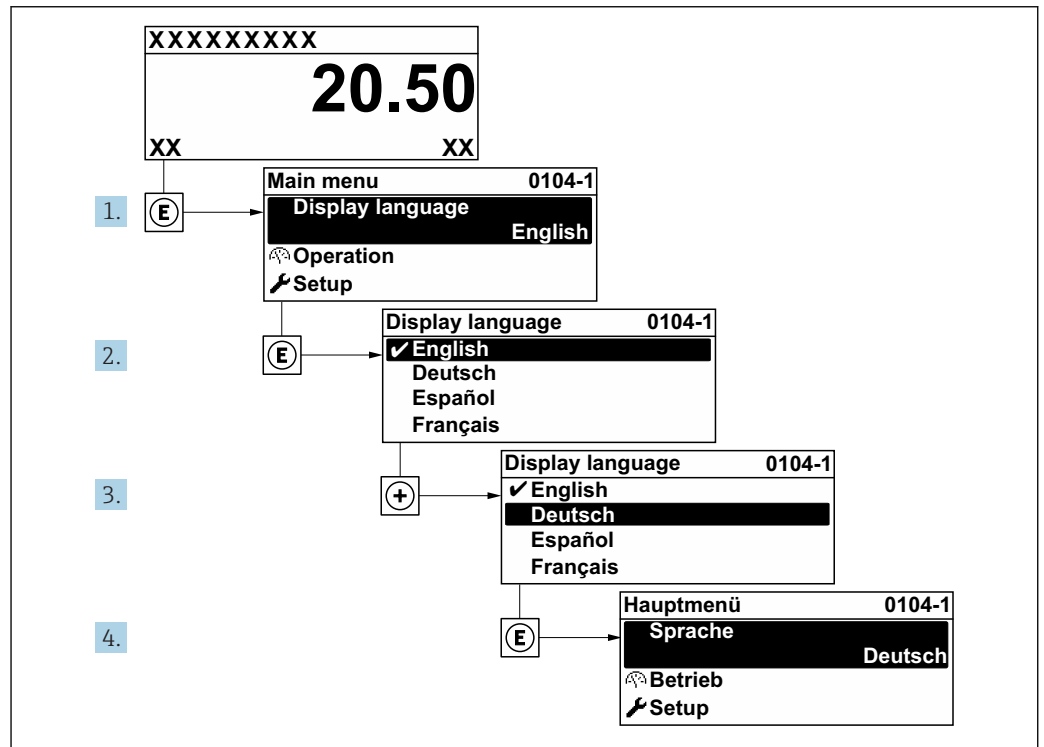 XXXXXXXXX
20.50
XX XX
1. E
Main menu 0104-1
Display language
English
Operation
Setup
2. E
Display language 0104-1
✔English
Deutsch
Español
Français
3. +
Display language 0104-1
✔English
Deutsch
Español
Français
4. E
Hauptmenü 0104-1
Sprache
Deutsch
Betrieb
Setup